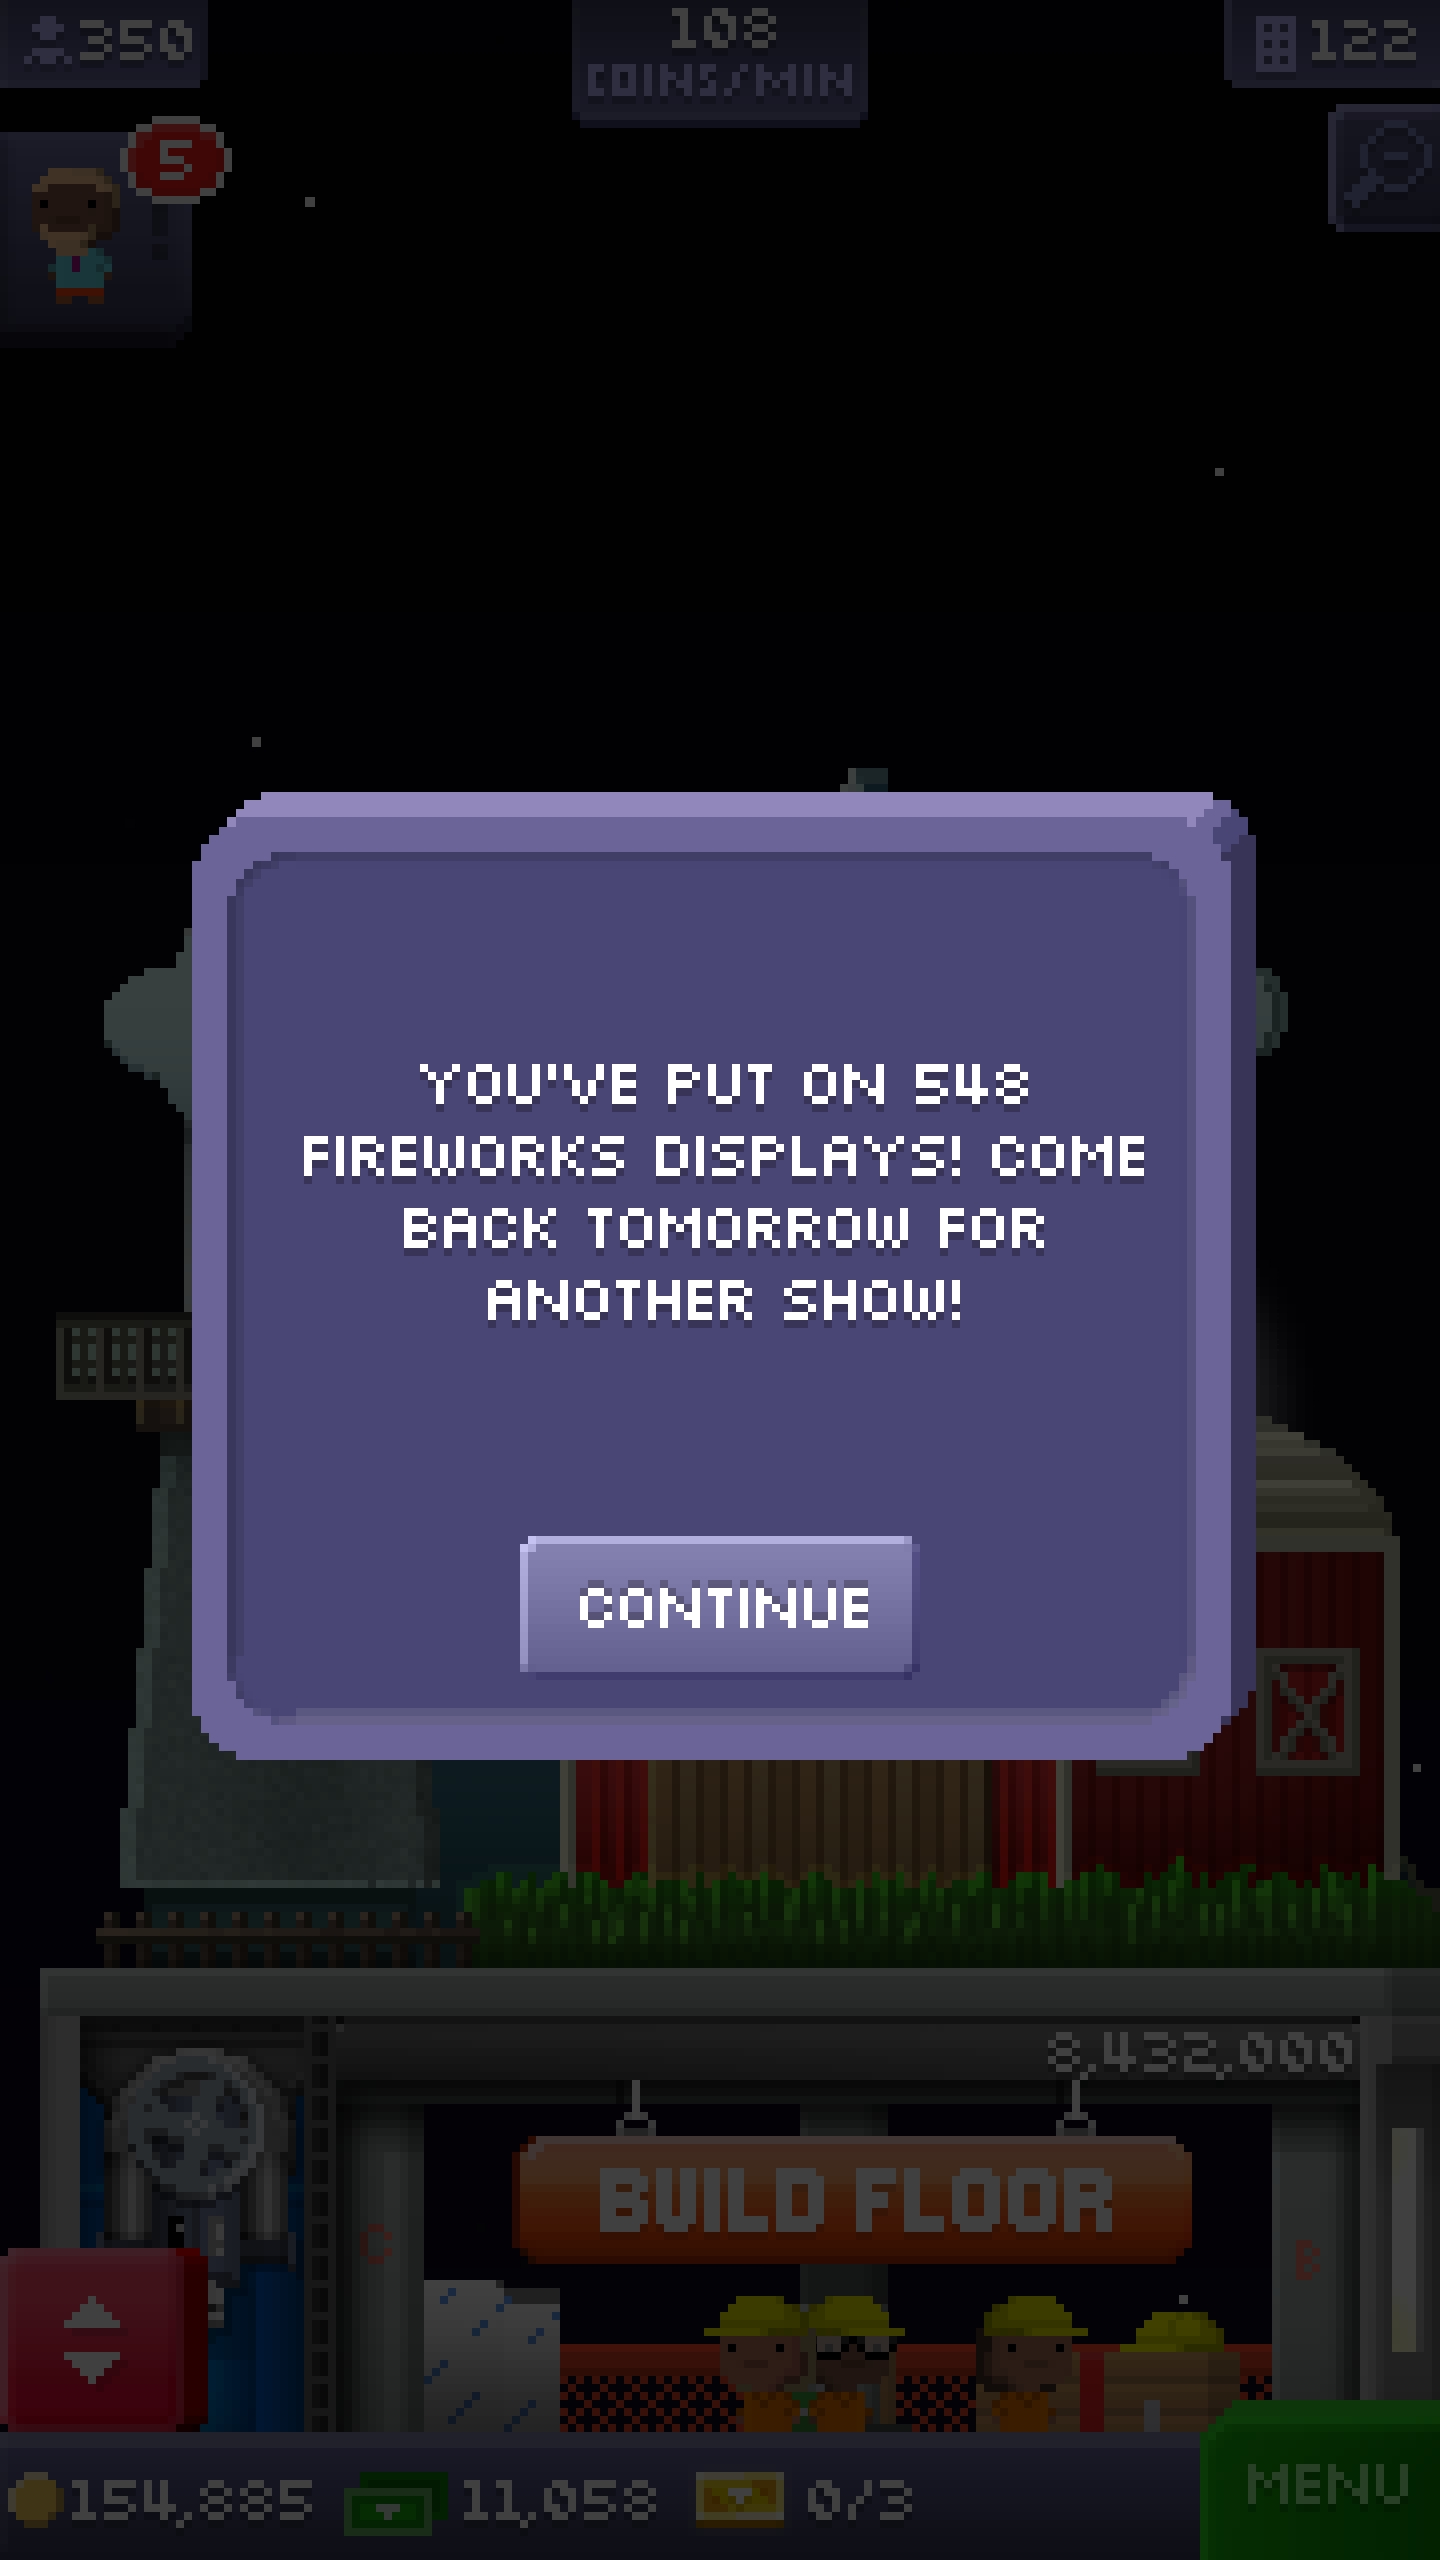 350
108
COINS/MIN
122
5
YOU'VE PUT ON 548
FIREWORKS DISPLAYS! COME
BACK TOMORROW FOR
ANOTHER SHOW!
CONTINUE
8,432,000
BUILD FLOOR
C
B
154,885
11,058
0/3
MENU